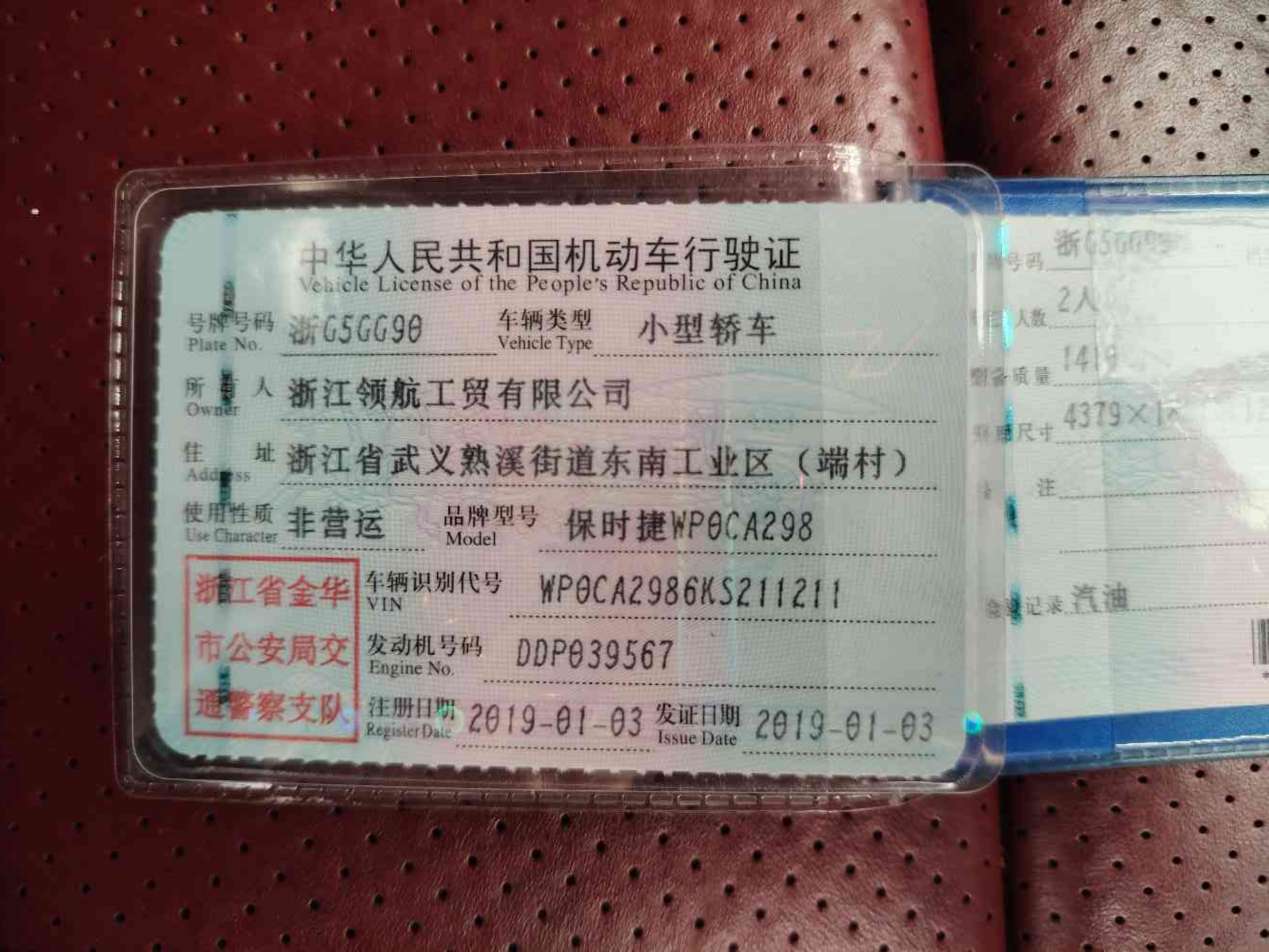 中华人民共和国机动车行驶证
Vehicle License of the People's Republic of China
号牌号码 浙G5GG90 车辆类型 小型轿车
Plate No. Vehicle Type
所有人 浙江领航工贸有限公司
Owner
住址 浙江省武义熟溪街道东南工业区（端村）
Address
使用性质 非营运 品牌型号 保时捷WP0CA298
Use Character Model
浙江省金华
市公安局交
通警察支队
车辆识别代号 WP0CA2986KS211211
VIN
发动机号码 DDP039567
Engine No.
注册日期 2019-01-03 发证日期 2019-01-03
Register Date Issue Date
号码 浙G5GG9
人数 2人
质量 1419
尺寸 4379×1
注
记录 汽油